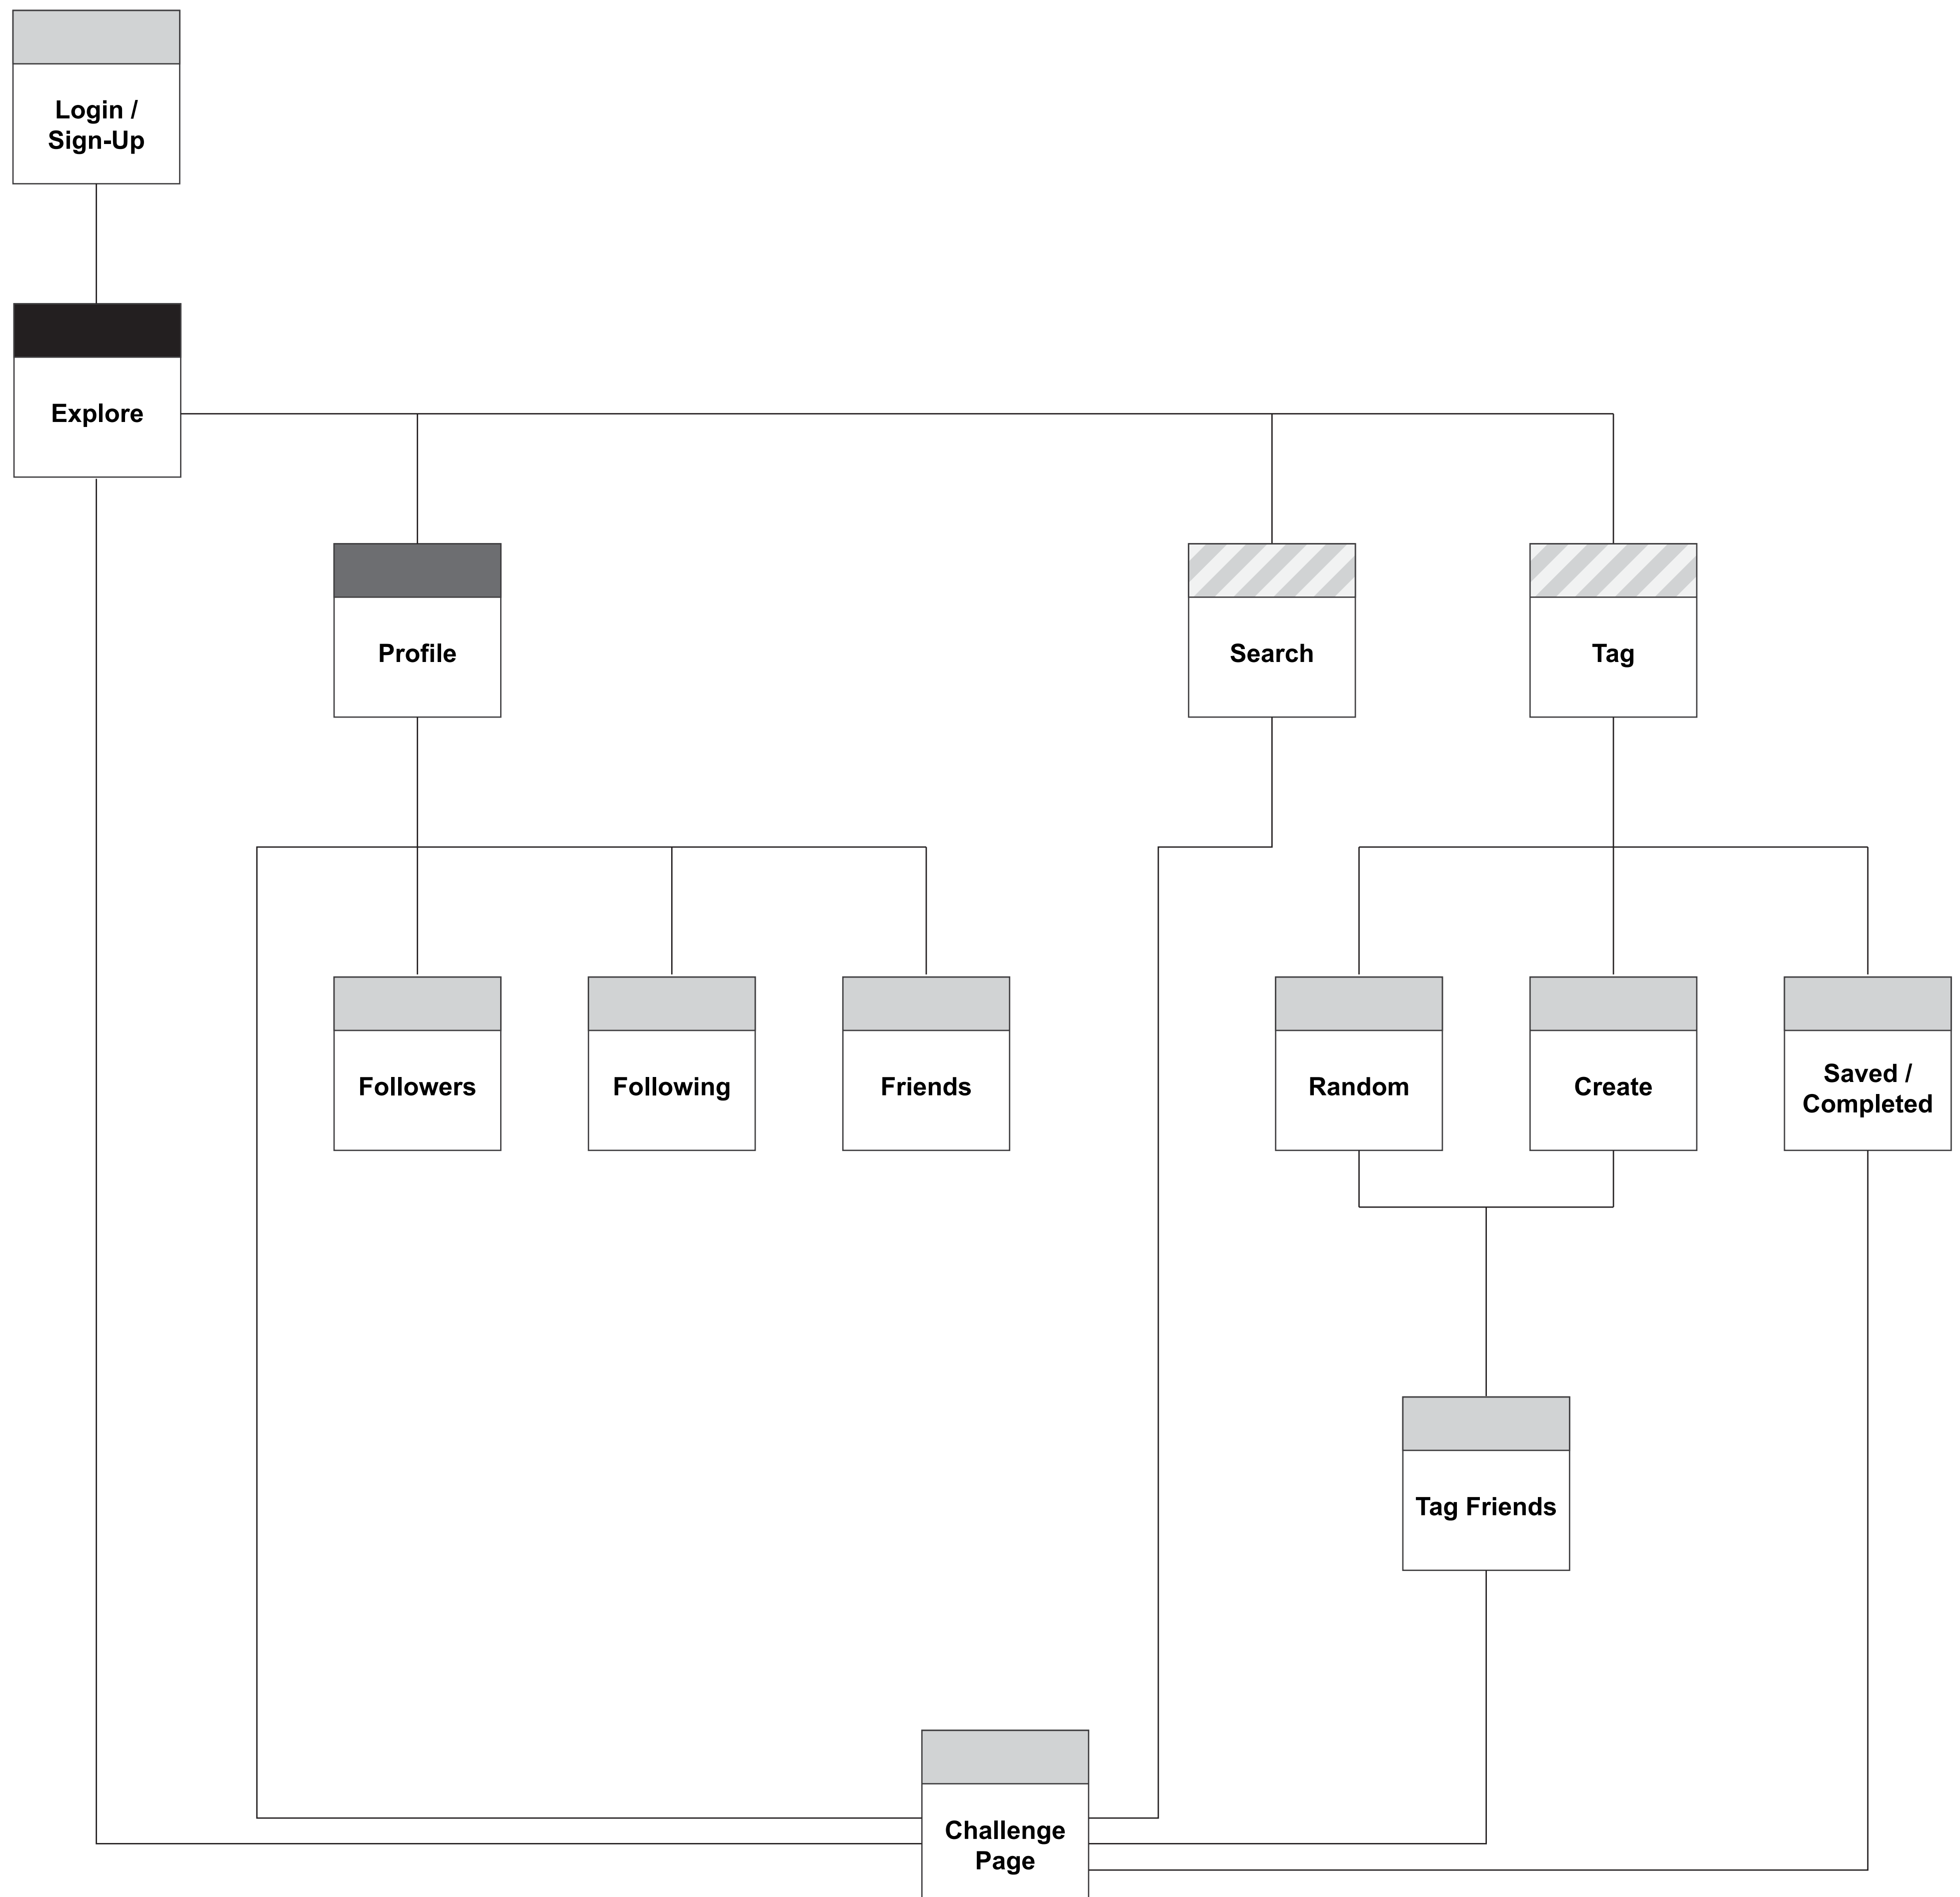 Login /
Sign-Up
Explore
Profile
Search
Tag
Followers
Following
Friends
Random
Create
Saved /
Completed
Tag Friends
Challenge
Page